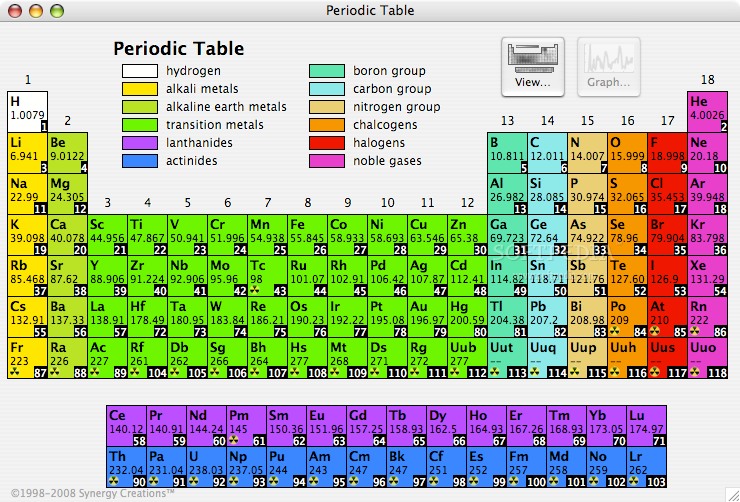 Periodic Table
Periodic Table
View...
Graph...
hydrogen boron group
alkali metals carbon group
alkaline earth metals nitrogen group
transition metals chalcogens
lanthanides halogens
actinides noble gases
1 18
H He
1.0079 4.0026
1 2
2 13 14 15 16 17
Li Be B C N O F Ne
6.941 9.0122 10.811 12.011 14.007 15.999 18.998 20.18
3 4 5 6 7 8 9 10
Na Mg Al Si P S Cl Ar
22.99 24.305 26.982 28.085 30.974 32.065 35.453 39.948
11 12 13 14 15 16 17 18
3 4 5 6 7 8 9 10 11 12
K Ca Sc Ti V Cr Mn Fe Co Ni Cu Zn Ga Ge As Se Br Kr
39.098 40.078 44.956 47.867 50.941 51.996 54.938 55.845 58.933 58.693 63.546 65.38 69.723 72.64 74.922 78.96 79.904 83.798
19 20 21 22 23 24 25 26 27 28 29 30 31 32 33 34 35 36
SOFTPEDIA
Rb Sr Y Zr Nb Mo Tc Ru Rh Pd Ag Cd In Sn Sb Te I Xe
85.468 87.62 88.906 91.224 92.906 95.96 98 101.07 102.91 106.42 107.87 112.41 114.82 118.71 121.76 127.60 126.9 131.29
37 38 39 40 41 42 43 44 45 46 47 48 49 50 51 52 53 54
Cs Ba La Hf Ta W Re Os Ir Pt Au Hg Tl Pb Bi Po At Rn
132.91 137.33 138.91 178.49 180.95 183.84 186.21 190.23 192.22 195.08 196.97 200.59 204.38 207.2 208.98 209 210 222
55 56 57 72 73 74 75 76 77 78 79 80 81 82 83 84 85 86
Fr Ra Ac Rf Db Sg Bh Hs Mt Ds Rg Uub Uut Uuq Uup Uuh Uus Uuo
223 226 227 261 262 266 264 277 268 271 272 277 -- -- -- -- -- --
87 88 89 104 105 106 107 108 109 110 111 112 113 114 115 116 117 118
Ce Pr Nd Pm Sm Eu Gd Tb Dy Ho Er Tm Yb Lu
140.12 140.91 144.24 145 150.36 151.96 157.25 158.93 162.5 164.93 167.26 168.93 173.05 174.97
58 59 60 61 62 63 64 65 66 67 68 69 70 71
Th Pa U Np Pu Am Cm Bk Cf Es Fm Md No Lr
232.04 231.04 238.03 237.05 244 243 247 247 251 252 257 258 259 262
90 91 92 93 94 95 96 97 98 99 100 101 102 103
©1998–2008 Synergy Creations™